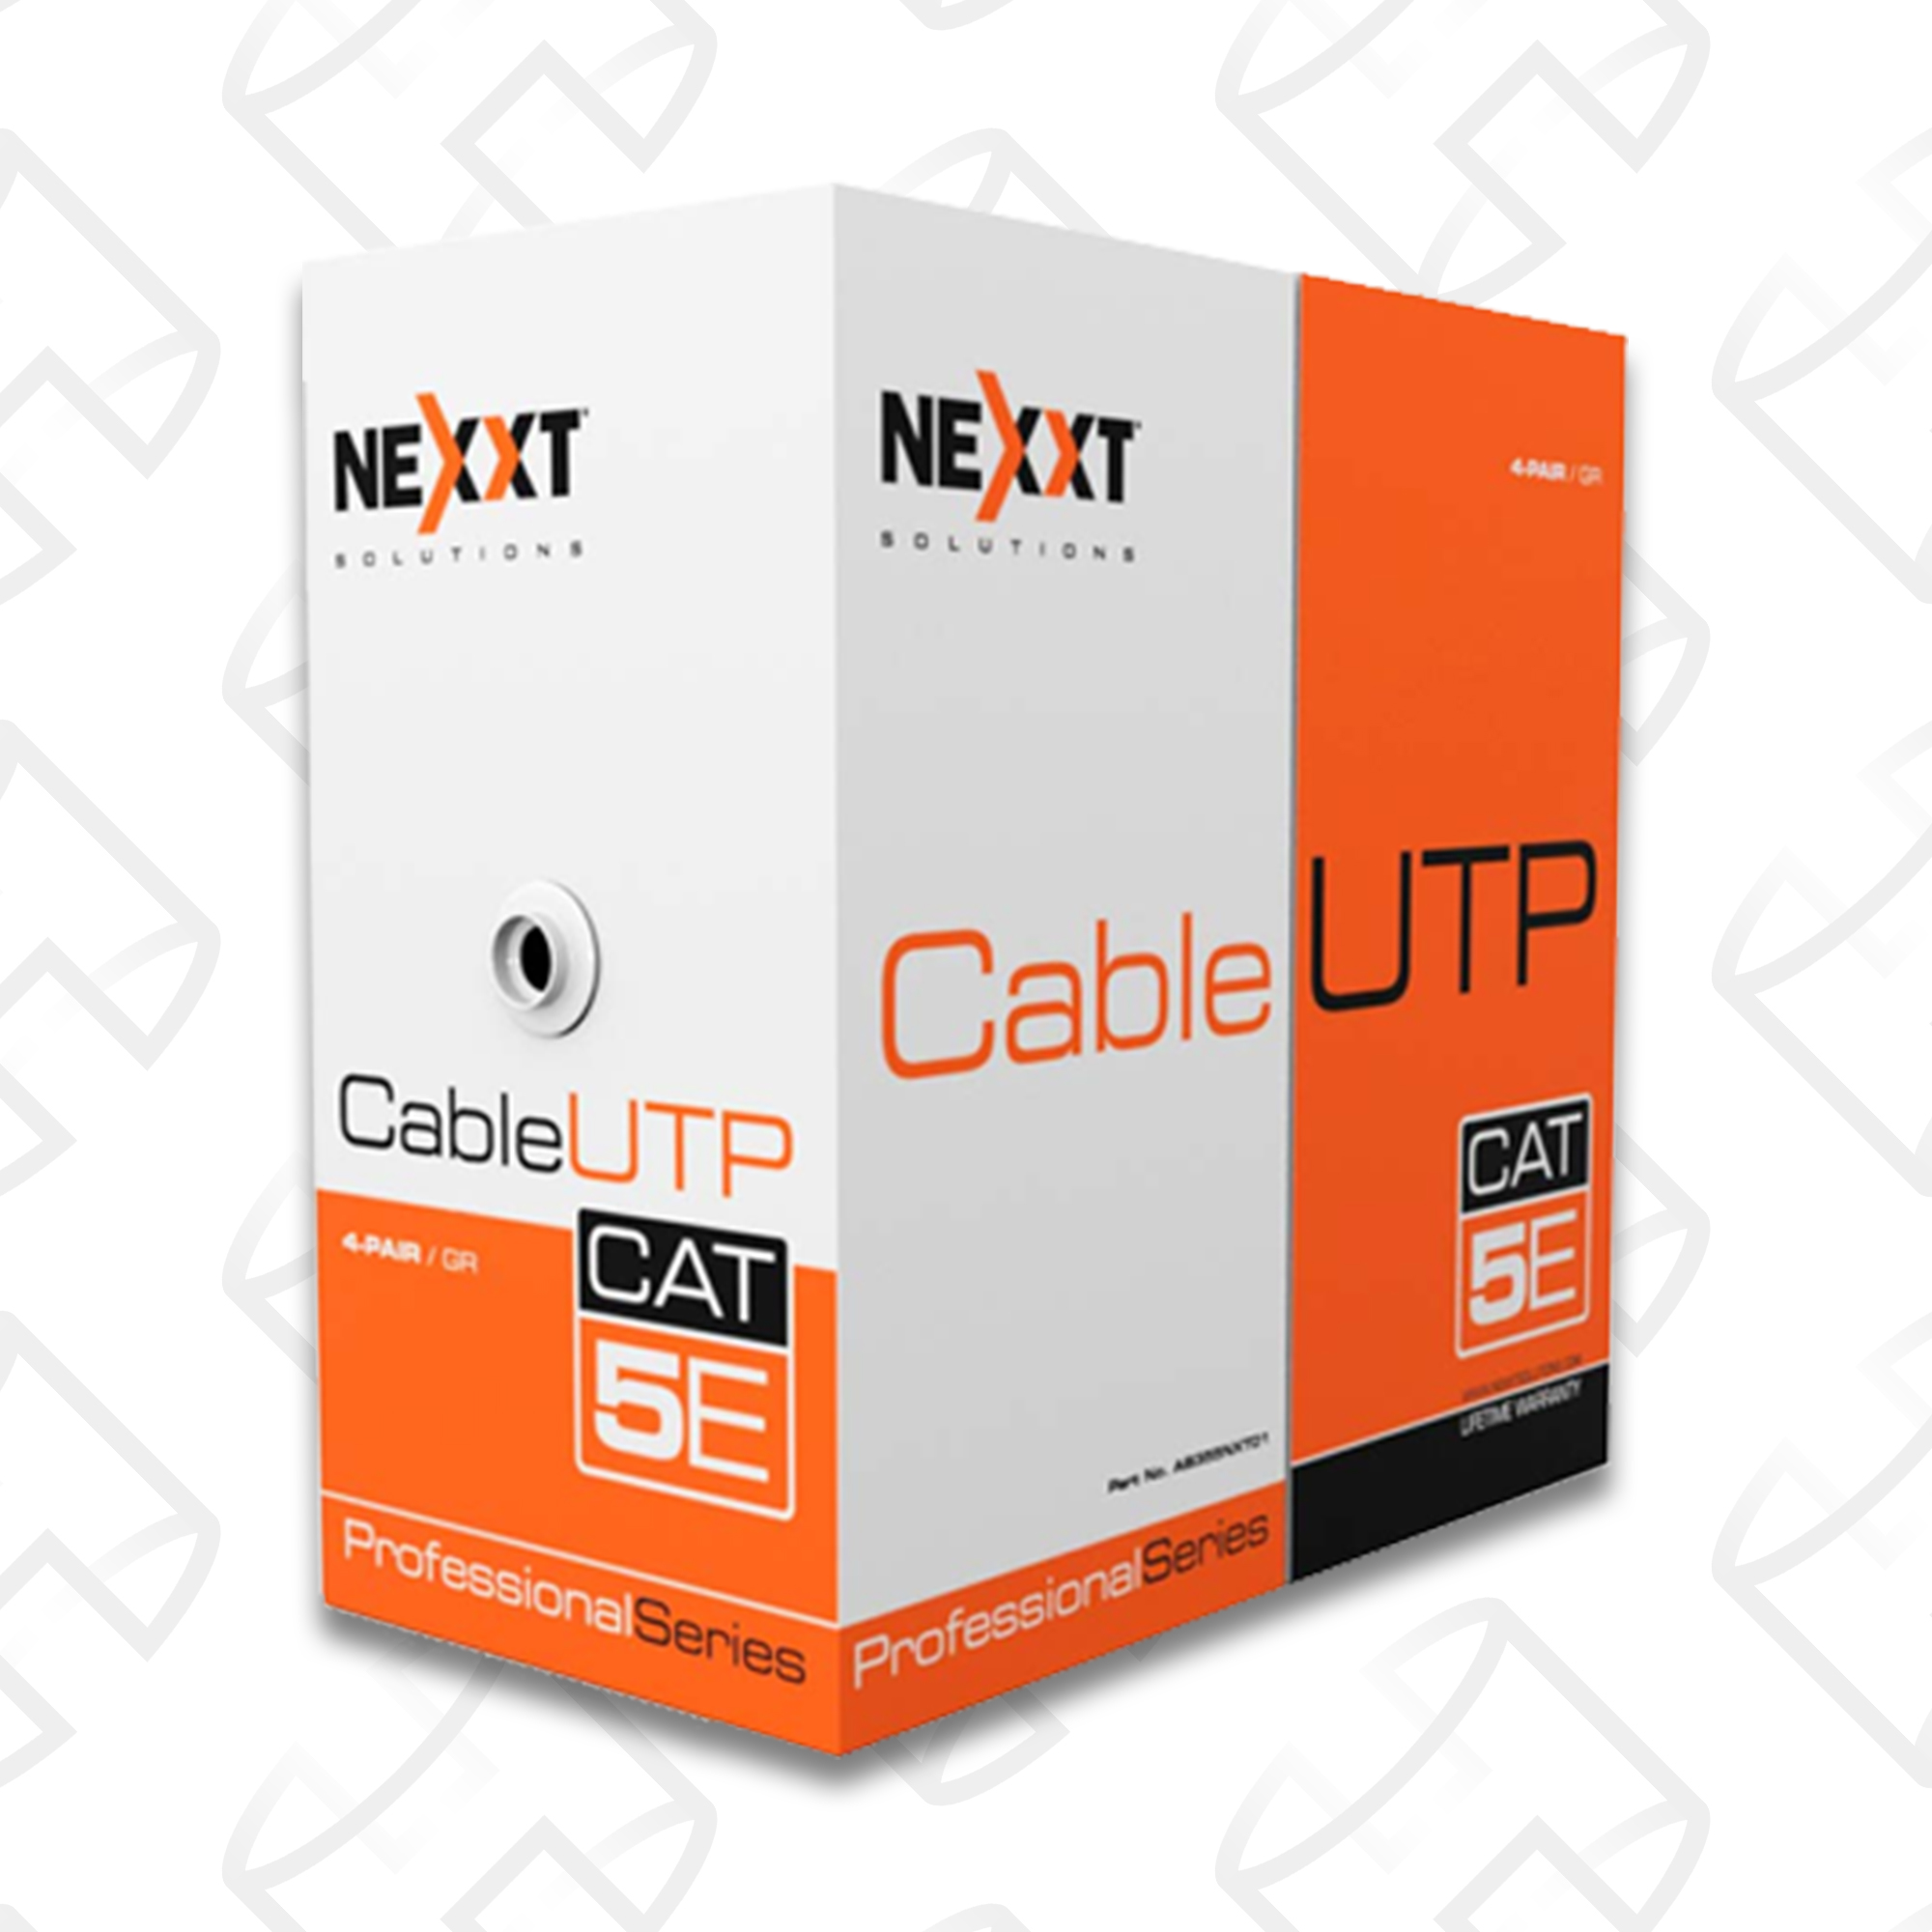 NEXXT
SOLUTIONS
CableUTP
4-PAIR / GR
CAT
5E
ProfessionalSeries
NEXXT
SOLUTIONS
Cable
Part No.
ProfessionalSeries
4-PAIR / GR
UTP
CAT
5E
LIFETIME WARRANTY